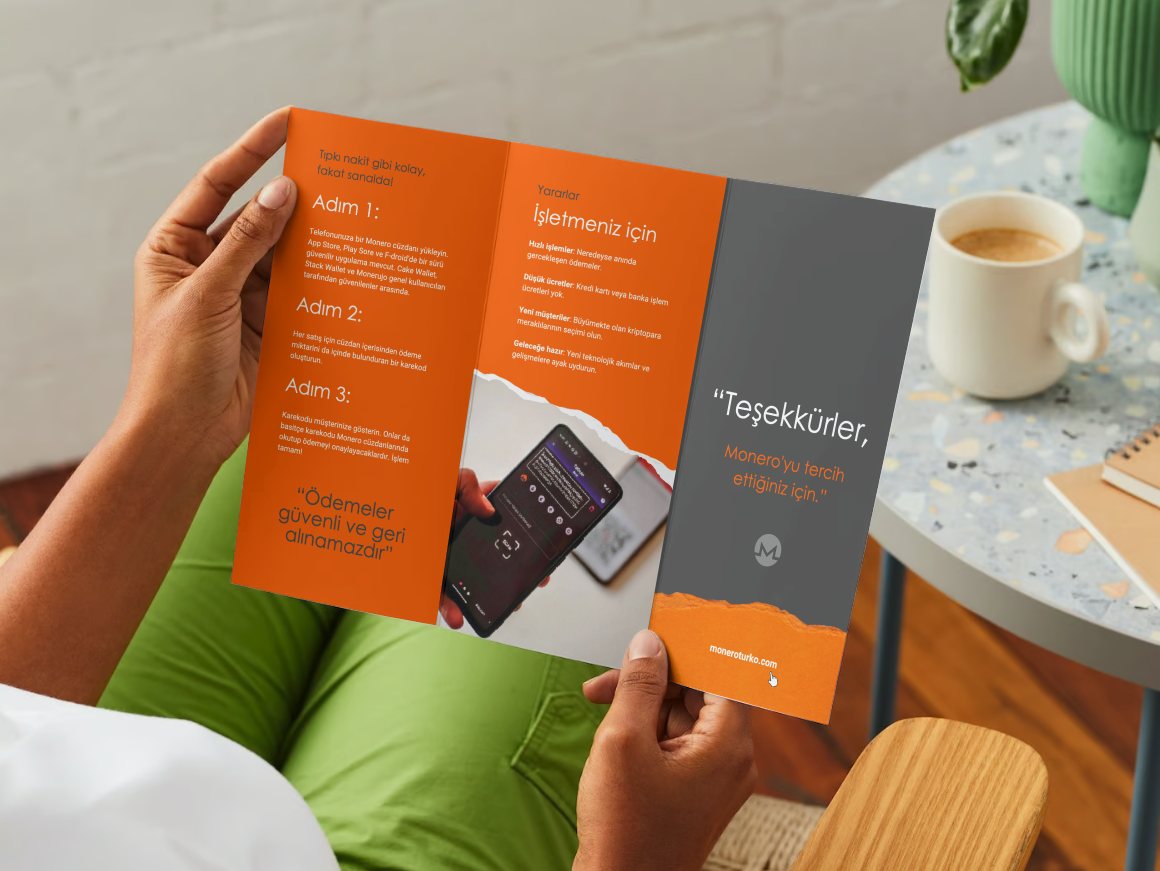 Tıpkı nakit gibi kolay,
fakat sanalda!
Adım 1:
Telefonunuza bir Monero cüzdanı yükleyin.
App Store, Play Sore ve F-droid'de bir sürü
güvenilir uygulama mevcut. Cake Wallet,
Stack Wallet ve Monerujo genel kullanıcılan
tarafından güvenilenler arasında.
Adım 2:
Her satış için cüzdan içerisinden ödeme
miktarini da içinde bulunduran bir karekod
oluşturun.
Adım 3:
Karekodu müşterinize gösterin. Onlar da
basitçe karekodu Monero cüzdanlarında
okutup ödemeyi onaylayacaklardır. İşlem
tamam!
“Ödemeler
güvenli ve geri
alınamazdır”
Yararlar
İşletmeniz için
Hızlı işlemler: Neredeyse anında
gercekleşen ödemeler.
Düşük ücretler: Kredi kartı veya banka işlem
ücretleri yok.
Yeni müşteriler: Büyümekte olan kriptopara
meraklılarının seçimi olun.
Geleceğe hazır: Yeni teknolojik akımlar ve
gelişmelere ayak uydurun.
“Teşekkürler,
Monero'yu tercih
ettiğiniz için.”
moneroturko.com